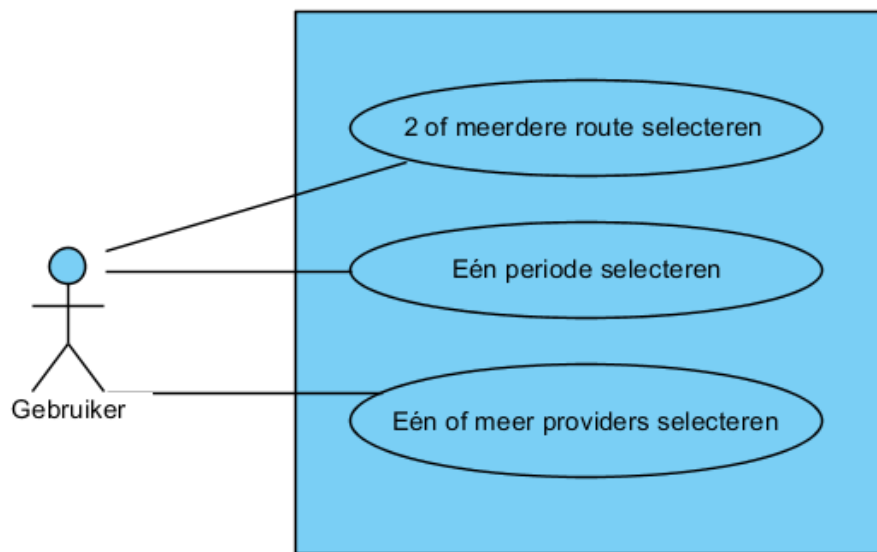 2 of meerdere route selecteren
Eén periode selecteren
Eén of meer providers selecteren
Gebruiker